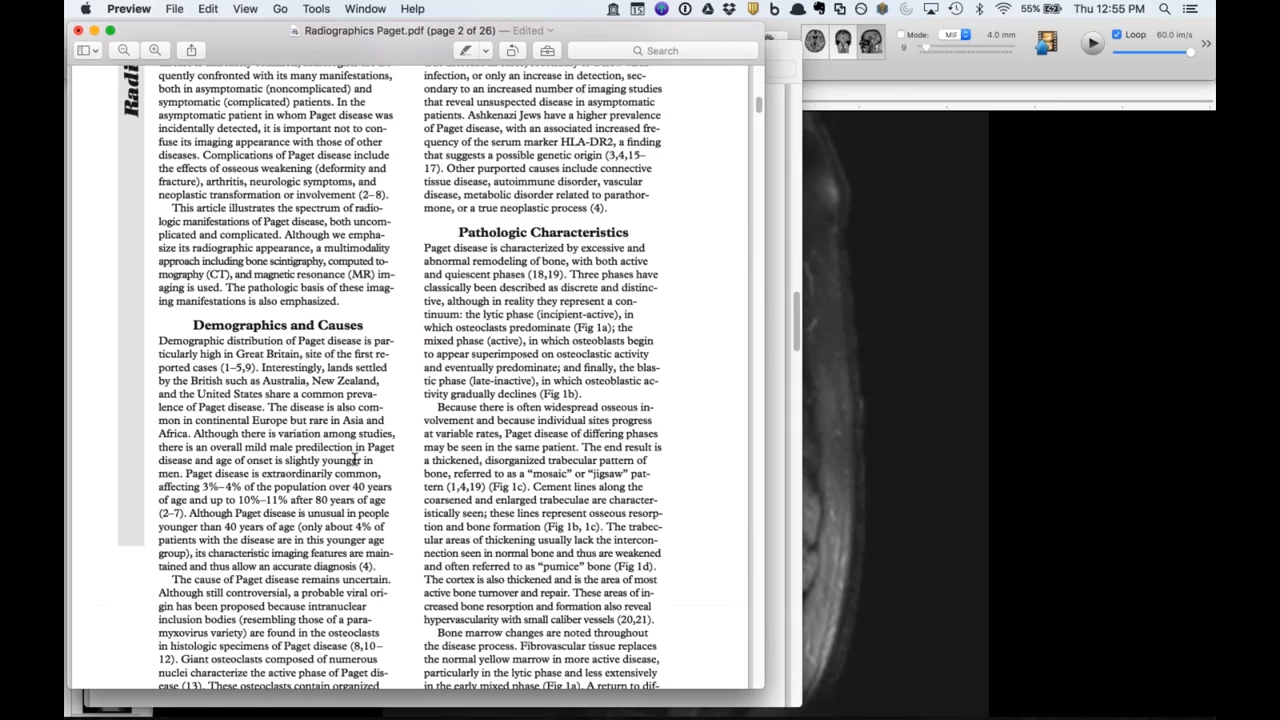 Preview File Edit View Go Tools Window Help
55% Thu 12:55 PM
Radiographics Paget.pdf (page 2 of 26) — Edited
Search
Mode: MIP 4.0 mm Loop 60.0 im/s
9
Radi
quently confronted with its many manifestations,
both in asymptomatic (noncomplicated) and
symptomatic (complicated) patients. In the
asymptomatic patient in whom Paget disease was
incidentally detected, it is important not to con-
fuse its imaging appearance with those of other
diseases. Complications of Paget disease include
the effects of osseous weakening (deformity and
fracture), arthritis, neurologic symptoms, and
neoplastic transformation or involvement (2–8).
This article illustrates the spectrum of radio-
logic manifestations of Paget disease, both uncom-
plicated and complicated. Although we empha-
size its radiographic appearance, a multimodality
approach including bone scintigraphy, computed to-
mography (CT), and magnetic resonance (MR) im-
aging is used. The pathologic basis of these imag-
ing manifestations is also emphasized.
Demographics and Causes
Demographic distribution of Paget disease is par-
ticularly high in Great Britain, site of the first re-
ported cases (1–5,9). Interestingly, lands settled
by the British such as Australia, New Zealand,
and the United States share a common preva-
lence of Paget disease. The disease is also com-
mon in continental Europe but rare in Asia and
Africa. Although there is variation among studies,
there is an overall mild male predilection in Paget
disease and age of onset is slightly younger in
men. Paget disease is extraordinarily common,
affecting 3%–4% of the population over 40 years
of age and up to 10%–11% after 80 years of age
(2–7). Although Paget disease is unusual in people
younger than 40 years of age (only about 4% of
patients with the disease are in this younger age
group), its characteristic imaging features are main-
tained and thus allow an accurate diagnosis (4).
The cause of Paget disease remains uncertain.
Although still controversial, a probable viral ori-
gin has been proposed because intranuclear
inclusion bodies (resembling those of a para-
myxovirus variety) are found in the osteoclasts
in histologic specimens of Paget disease (8,10–
12). Giant osteoclasts composed of numerous
nuclei characterize the active phase of Paget dis-
ease (13). These osteoclasts contain organized
infection, or only an increase in detection, sec-
ondary to an increased number of imaging studies
that reveal unsuspected disease in asymptomatic
patients. Ashkenazi Jews have a higher prevalence
of Paget disease, with an associated increased fre-
quency of the serum marker HLA-DR2, a finding
that suggests a possible genetic origin (3,4,15–
17). Other purported causes include connective
tissue disease, autoimmune disorder, vascular
disease, metabolic disorder related to parathor-
mone, or a true neoplastic process (4).
Pathologic Characteristics
Paget disease is characterized by excessive and
abnormal remodeling of bone, with both active
and quiescent phases (18,19). Three phases have
classically been described as discrete and distinc-
tive, although in reality they represent a con-
tinuum: the lytic phase (incipient-active), in
which osteoclasts predominate (Fig 1a); the
mixed phase (active), in which osteoblasts begin
to appear superimposed on osteoclastic activity
and eventually predominate; and finally, the blas-
tic phase (late-inactive), in which osteoblastic ac-
tivity gradually declines (Fig 1b).
Because there is often widespread osseous in-
volvement and because individual sites progress
at variable rates, Paget disease of differing phases
may be seen in the same patient. The end result is
a thickened, disorganized trabecular pattern of
bone, referred to as a “mosaic” or “jigsaw” pat-
tern (1,4,19) (Fig 1c). Cement lines along the
coarsened and enlarged trabeculae are character-
istically seen; these lines represent osseous resorp-
tion and bone formation (Fig 1b, 1c). The trabec-
ular areas of thickening usually lack the intercon-
nection seen in normal bone and thus are weakened
and often referred to as “pumice” bone (Fig 1d).
The cortex is also thickened and is the area of most
active bone turnover and repair. These areas of in-
creased bone resorption and formation also reveal
hypervascularity with small caliber vessels (20,21).
Bone marrow changes are noted throughout
the disease process. Fibrovascular tissue replaces
the normal yellow marrow in more active disease,
particularly in the lytic phase and less extensively
in the early mixed phase (Fig 1a). A return to dif-